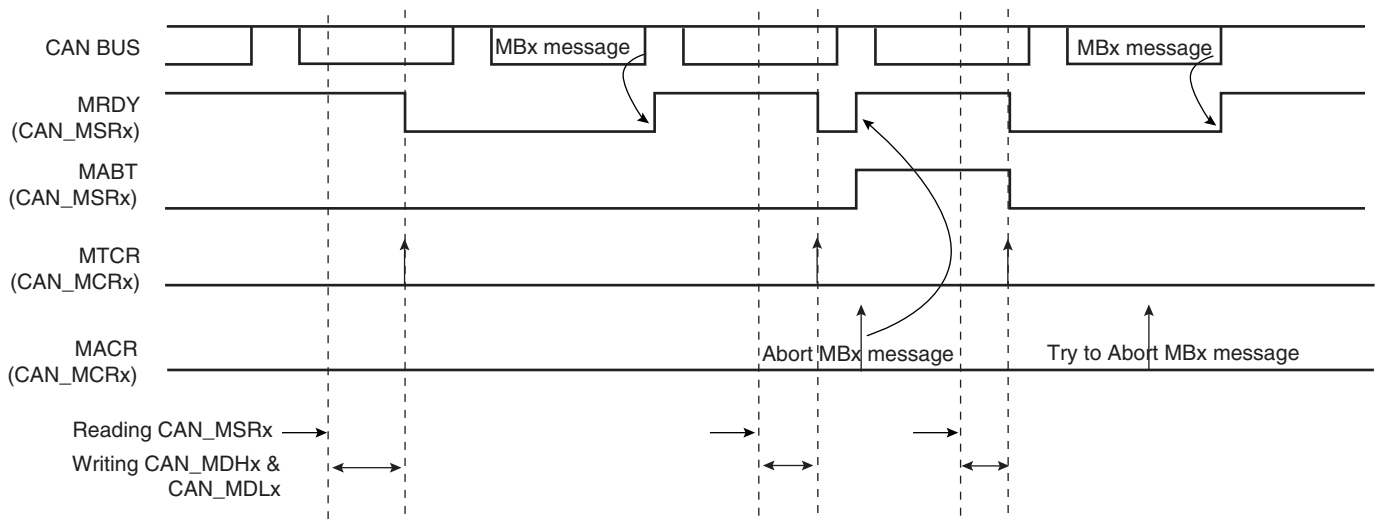 CAN BUS
MBx message
MBx message
MRDY
(CAN_MSRx)
MABT
(CAN_MSRx)
MTCR
(CAN_MCRx)
MACR
(CAN_MCRx)
Abort MBx message
Try to Abort MBx message
Reading CAN_MSRx
Writing CAN_MDHx &
CAN_MDLx